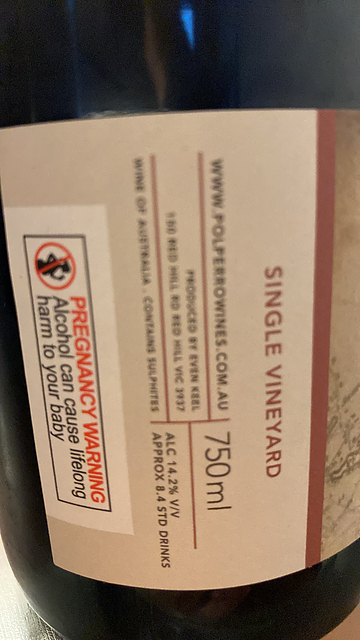 SINGLE VINEYARD
WWW.POLPERROWINES.COM.AU
750ml
PRODUCED BY EVEN KEEL
150 RED HILL RD RED HILL VIC 3937
ALC 14.2% V/V
APPROX 8.4 STD DRINKS
WINE OF AUSTRALIA . CONTAINS SULPHITES
PREGNANCY WARNING
Alcohol can cause lifelong
harm to your baby